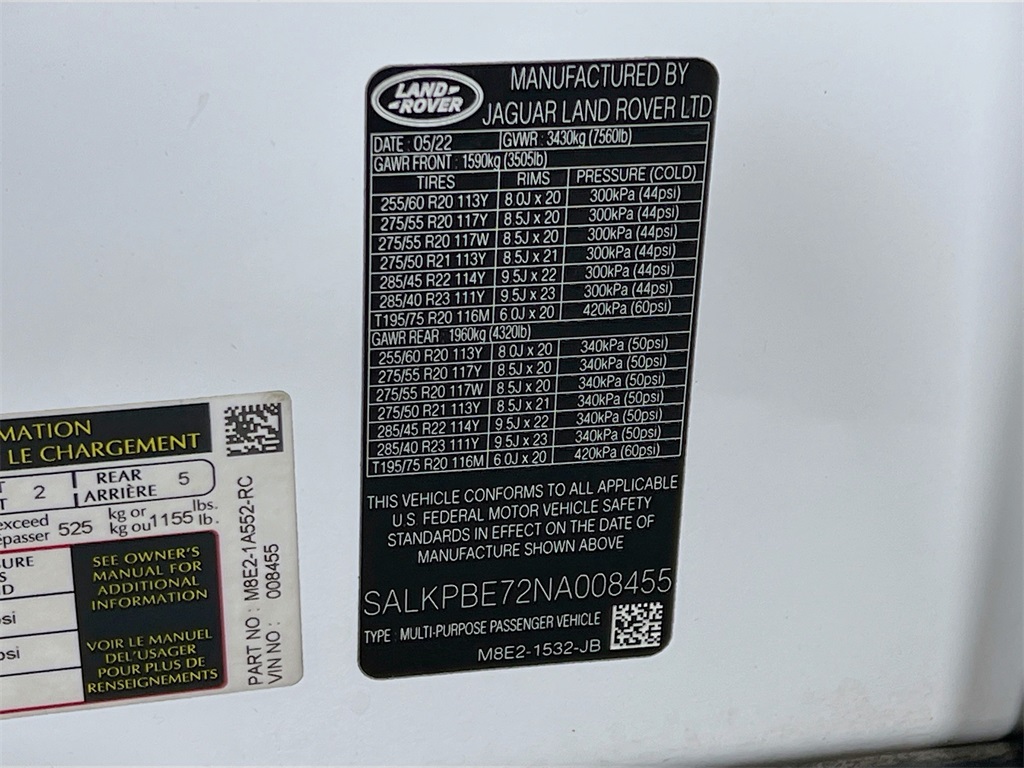 LAND-
-ROVER
MANUFACTURED BY
JAGUAR LAND ROVER LTD
DATE : 05/22 GVWR : 3430kg (7560lb)
GAWR FRONT : 1590kg (3505lb)
TIRES RIMS PRESSURE (COLD)
255/60 R20 113Y 8.0J x 20 300kPa (44psi)
275/55 R20 117Y 8.5J x 20 300kPa (44psi)
275/55 R20 117W 8.5J x 20 300kPa (44psi)
275/50 R21 113Y 8.5J x 21 300kPa (44psi)
285/45 R22 114Y 9.5J x 22 300kPa (44psi)
285/40 R23 111Y 9.5J x 23 300kPa (44psi)
T195/75 R20 116M 6.0J x 20 420kPa (60psi)
GAWR REAR : 1960kg (4320lb)
255/60 R20 113Y 8.0J x 20 340kPa (50psi)
275/55 R20 117Y 8.5J x 20 340kPa (50psi)
275/55 R20 117W 8.5J x 20 340kPa (50psi)
275/50 R21 113Y 8.5J x 21 340kPa (50psi)
285/45 R22 114Y 9.5J x 22 340kPa (50psi)
285/40 R23 111Y 9.5J x 23 340kPa (50psi)
T195/75 R20 116M 6.0J x 20 420kPa (60psi)
THIS VEHICLE CONFORMS TO ALL APPLICABLE
U.S. FEDERAL MOTOR VEHICLE SAFETY
STANDARDS IN EFFECT ON THE DATE OF
MANUFACTURE SHOWN ABOVE
SALKPBE72NA008455
TYPE : MULTI-PURPOSE PASSENGER VEHICLE
M8E2-1532-JB
MATION
LE CHARGEMENT
T 2 REAR 5
T ARRIÈRE
exceed 525 kg or 1155 lbs.
épasser kg ou lb.
SURE
S
D
psi
psi
SEE OWNER'S
MANUAL FOR
ADDITIONAL
INFORMATION
VOIR LE MANUEL
DEL'USAGER
POUR PLUS DE
RENSEIGNEMENTS
PART NO : M8E2-1A552-RC
VIN NO : 008455